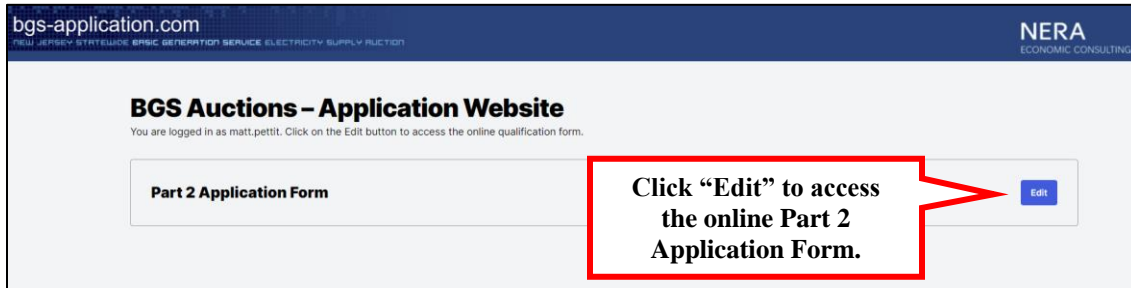 bgs-application.com
NEW JERSEY STATEWIDE BASIC GENERATION SERVICE ELECTRICITY SUPPLY AUCTION
NERA
ECONOMIC CONSULTING
BGS Auctions – Application Website
You are logged in as matt.pettit. Click on the Edit button to access the online qualification form.
Part 2 Application Form
Click “Edit” to access
the online Part 2
Application Form.
Edit